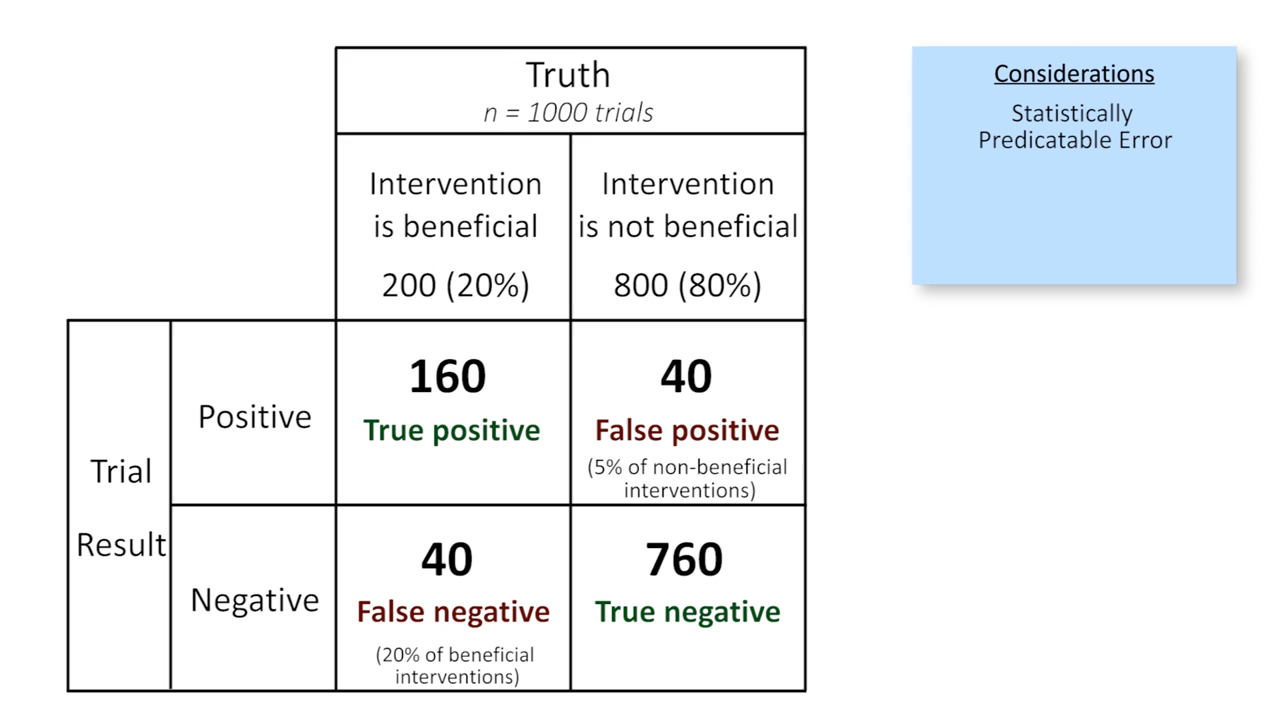 Truth
n = 1000 trials
Considerations
Statistically
Predicatable Error
Intervention
is beneficial
200 (20%)
Intervention
is not beneficial
800 (80%)
Trial
Result
Positive
160
True positive
40
False positive
(5% of non-beneficial
interventions)
Negative
40
False negative
(20% of beneficial
interventions)
760
True negative